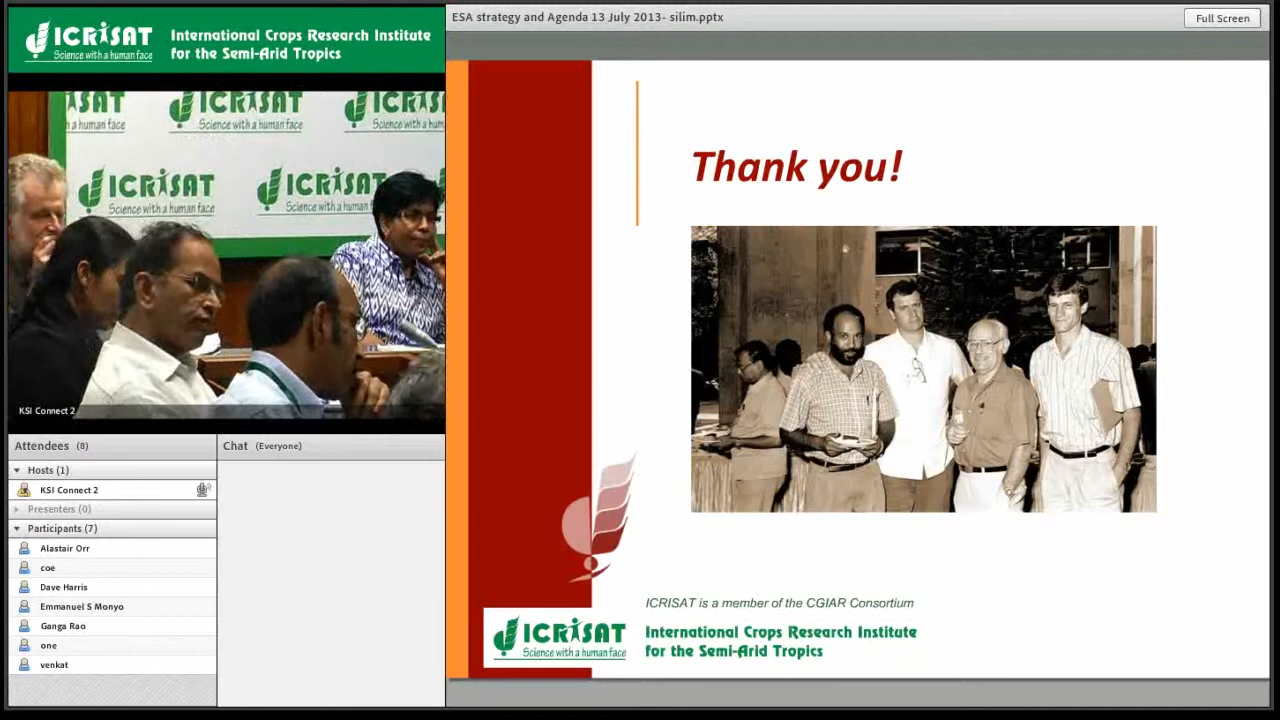 ICRISAT
Science with a human face
International Crops Research Institute
for the Semi-Arid Tropics
ESA strategy and Agenda 13 July 2013- silim.pptx
Full Screen
ISAT
h a human face
ICRISAT
Science with a human face
ICRISAT
Science with a hum
ICRISAT
Science with a human face
ICRISAT
Science with a human fa
KSI Connect 2
Attendees (8)
Hosts (1)
KSI Connect 2
Presenters (0)
Participants (7)
Alastair Orr
coe
Dave Harris
Emmanuel S Monyo
Ganga Rao
one
venkat
Chat (Everyone)
Thank you!
ICRISAT is a member of the CGIAR Consortium
ICRISAT
Science with a human face
International Crops Research Institute
for the Semi-Arid Tropics